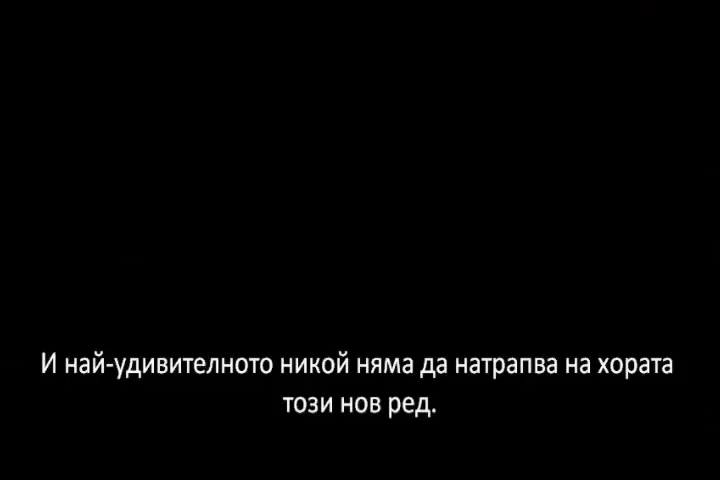 И най-удивителното никой няма да натрапва на хората
този нов ред.